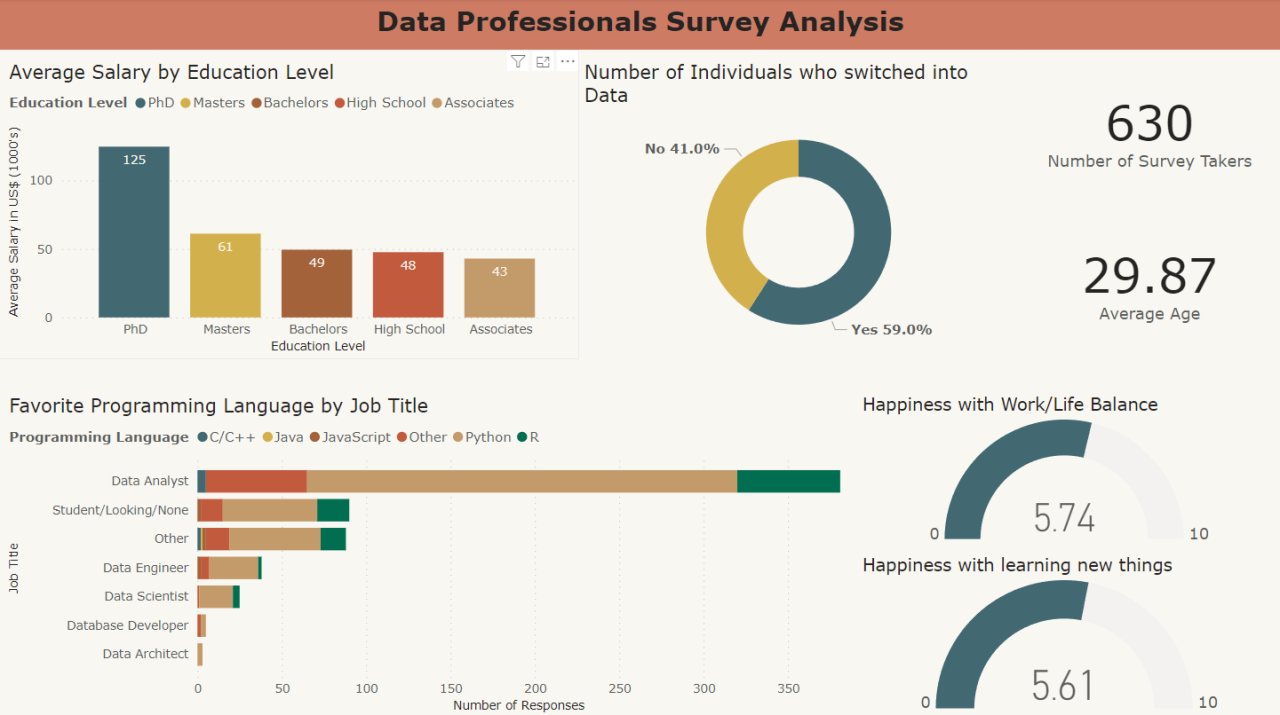 Data Professionals Survey Analysis
Average Salary by Education Level
Education Level PhD Masters Bachelors High School Associates
Average Salary in US$ (1000's)
100
50
0
125
61
49
48
43
PhD Masters Bachelors High School Associates
Education Level
Number of Individuals who switched into
Data
No 41.0%
Yes 59.0%
630
Number of Survey Takers
29.87
Average Age
Favorite Programming Language by Job Title
Programming Language C/C++ Java JavaScript Other Python R
Job Title
Data Analyst
Student/Looking/None
Other
Data Engineer
Data Scientist
Database Developer
Data Architect
0 50 100 150 200 250 300 350
Number of Responses
Happiness with Work/Life Balance
5.74
0 10
Happiness with learning new things
5.61
0 10